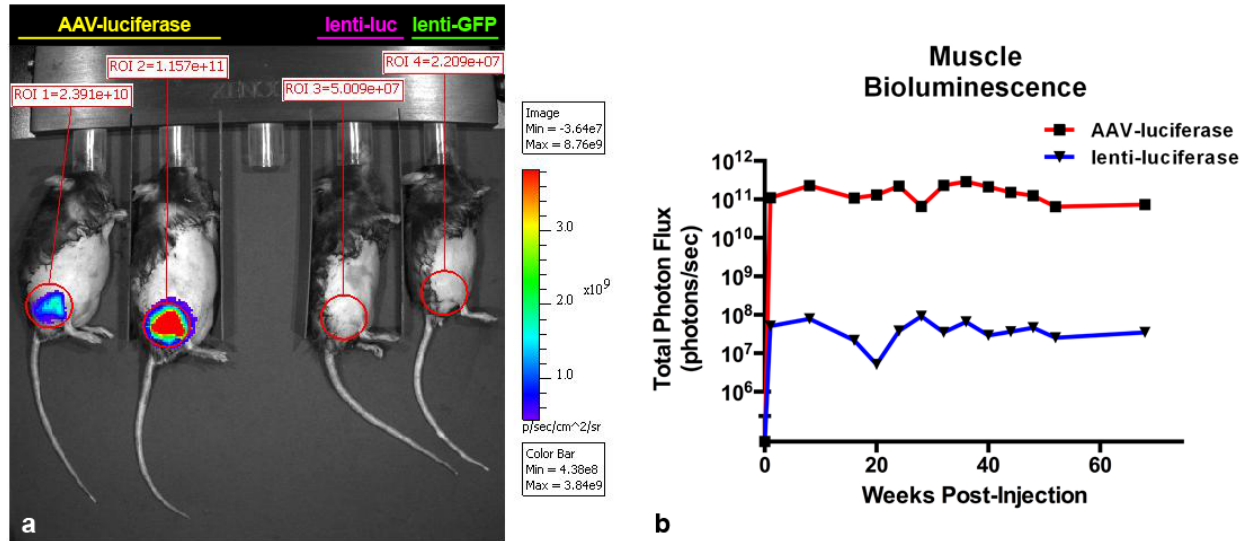 AAV-luciferase
lenti-luc
lenti-GFP
ROI 1=2.391e+10
ROI 2=1.157e+11
ROI 3=5.009e+07
ROI 4=2.209e+07
Image
Min = -3.64e7
Max = 8.76e9
3.0
2.0
x10^9
1.0
p/sec/cm^2/sr
Color Bar
Min = 4.38e8
Max = 3.84e9
a
Muscle
Bioluminescence
AAV-luciferase
lenti-luciferase
Total Photon Flux
(photons/sec)
10^12
10^11
10^10
10^9
10^8
10^7
10^6
0
20
40
60
Weeks Post-Injection
b